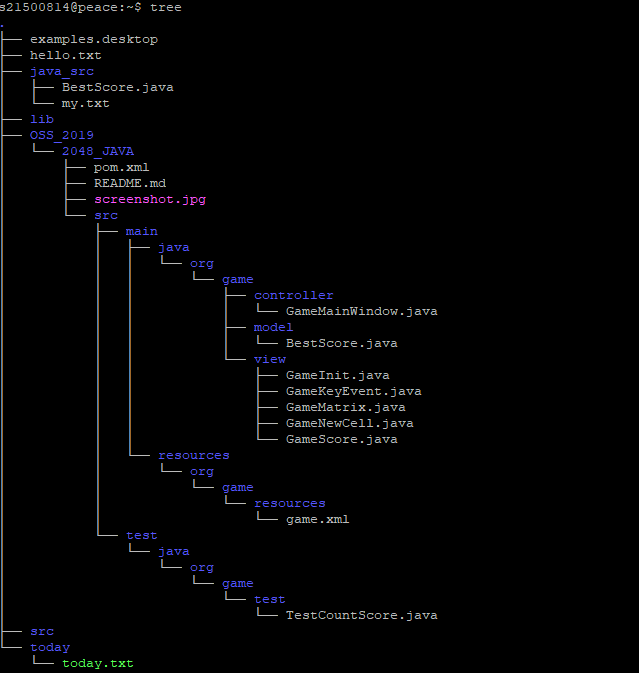 s21500814@peace:~$ tree
.
├── examples.desktop
├── hello.txt
├── java_src
│   ├── BestScore.java
│   └── my.txt
├── lib
├── OSS_2019
│   └── 2048_JAVA
│       ├── pom.xml
│       ├── README.md
│       ├── screenshot.jpg
│       └── src
│           ├── main
│           │   ├── java
│           │   │   └── org
│           │   │       └── game
│           │   │           ├── controller
│           │   │           │   └── GameMainWindow.java
│           │   │           ├── model
│           │   │           │   └── BestScore.java
│           │   │           └── view
│           │   │               ├── GameInit.java
│           │   │               ├── GameKeyEvent.java
│           │   │               ├── GameMatrix.java
│           │   │               ├── GameNewCell.java
│           │   │               └── GameScore.java
│           │   └── resources
│           │       └── org
│           │           └── game
│           │               └── resources
│           │                   └── game.xml
│           └── test
│               └── java
│                   └── org
│                       └── game
│                           └── test
│                               └── TestCountScore.java
├── src
└── today
    └── today.txt